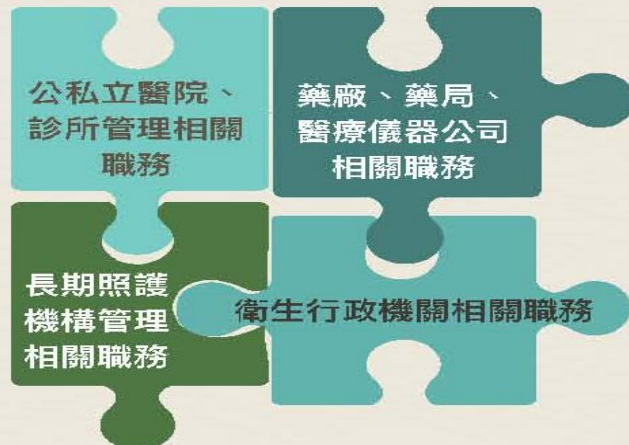 公私立醫院、
診所管理相關
職務
藥廠、藥局、
醫療儀器公司
相關職務
長期照護
機構管理
相關職務
衛生行政機關相關職務